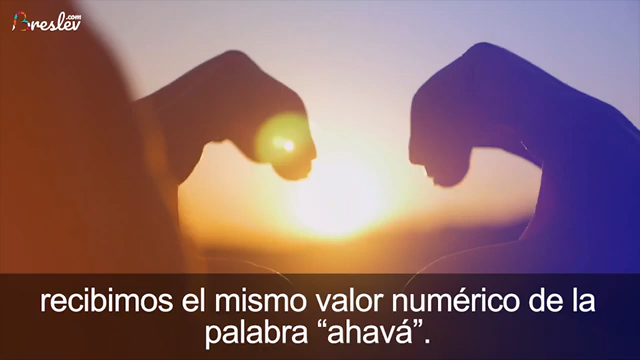 Breslev.com
recibimos el mismo valor numérico de la
palabra “ahavá”.